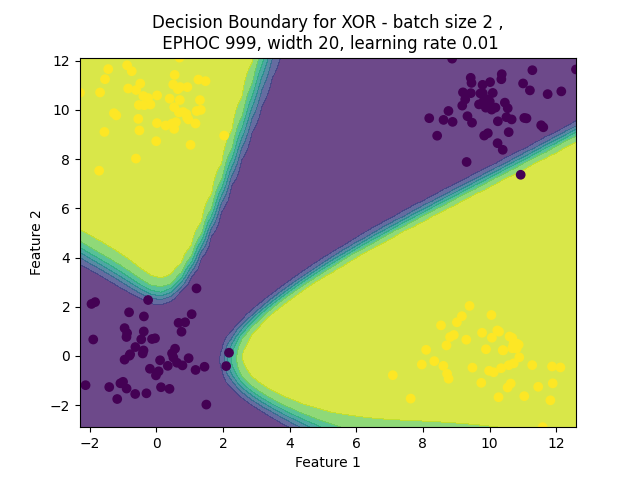 Decision Boundary for XOR - batch size 2 ,
EPHOC 999, width 20, learning rate 0.01
12
10
8
6
4
2
0
−2
Feature 2
−2 0 2 4 6 8 10 12
Feature 1